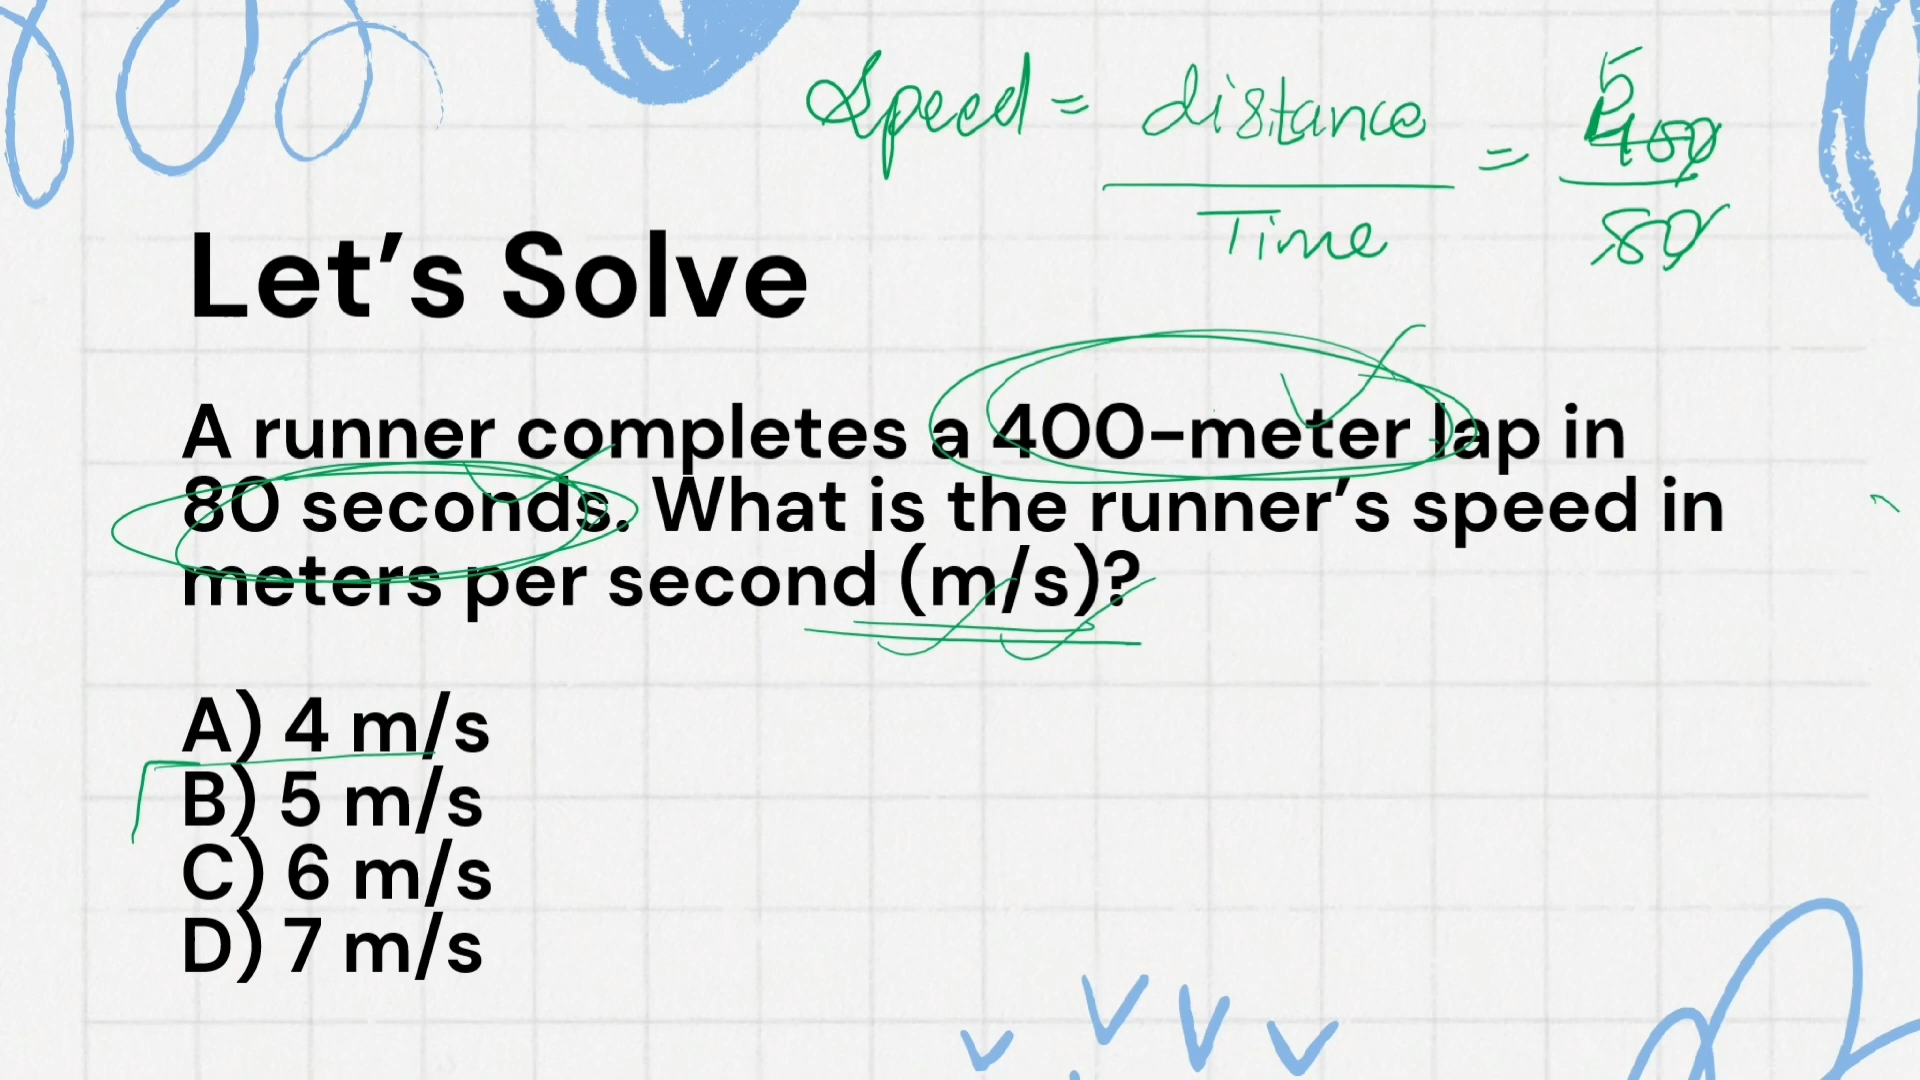 Speed = distance / Time = 5 400 / 80
Let’s Solve
A runner completes a 400-meter lap in
80 seconds. What is the runner’s speed in
meters per second (m/s)?
A) 4 m/s
B) 5 m/s
C) 6 m/s
D) 7 m/s